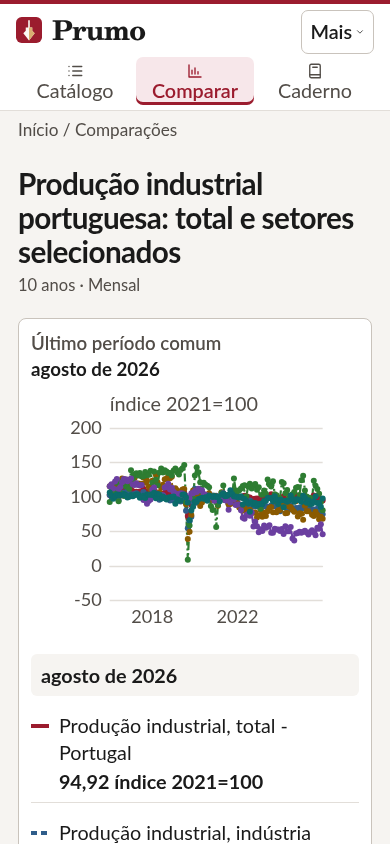 Prumo
Mais
Catálogo
Comparar
Caderno
Início / Comparações
Produção industrial
portuguesa: total e setores
selecionados
10 anos · Mensal
Último período comum
agosto de 2026
índice 2021=100
200
150
100
50
0
-50
2018
2022
agosto de 2026
Produção industrial, total -
Portugal
94,92 índice 2021=100
Produção industrial, indústria